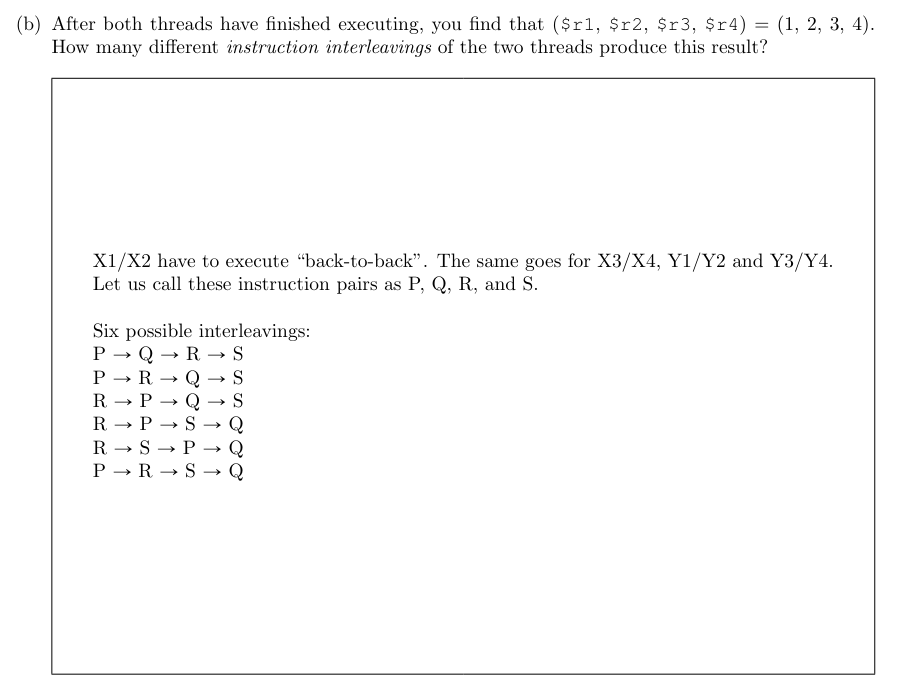 (b) After both threads have finished executing, you find that ($r1, $r2, $r3, $r4) = (1, 2, 3, 4).
How many different instruction interleavings of the two threads produce this result?
X1/X2 have to execute “back-to-back”. The same goes for X3/X4, Y1/Y2 and Y3/Y4.
Let us call these instruction pairs as P, Q, R, and S.
Six possible interleavings:
P → Q → R → S
P → R → Q → S
R → P → Q → S
R → P → S → Q
R → S → P → Q
P → R → S → Q